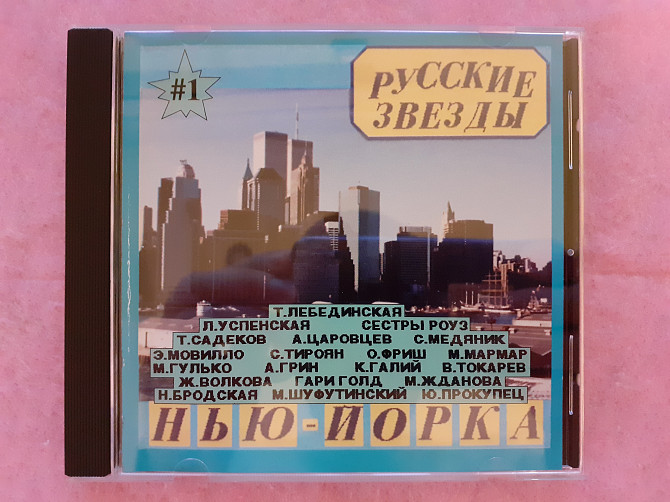 #1
РУССКИЕ
ЗВЕЗДЫ
Т.ЛЕБЕДИНСКАЯ
Л.УСПЕНСКАЯ СЕСТРЫ РОУЗ
Т.САДЕКОВ А.ЦАРОВЦЕВ С.МЕДЯНИК
Э.МОВИЛЛО С.ТИРОЯН О.ФРИШ М.МАРМАР
М.ГУЛЬКО А.ГРИН К.ГАЛИЙ В.ТОКАРЕВ
Ж.ВОЛКОВА ГАРИ ГОЛД М.ЖДАНОВА
Н.БРОДСКАЯ М.ШУФУТИНСКИЙ Ю.ПРОКУПЕЦ
НЬЮ-ЙОРКА